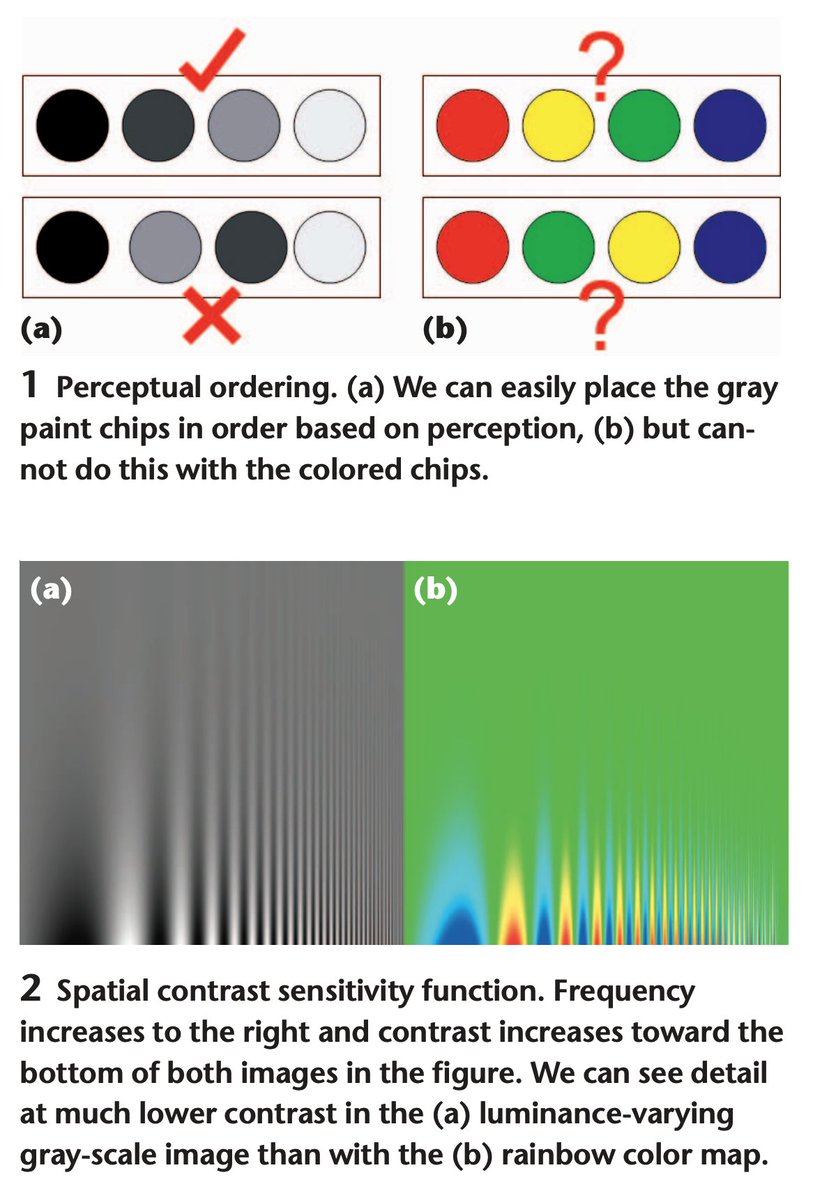 ?
(a)
(b)
?
1 Perceptual ordering. (a) We can easily place the gray
paint chips in order based on perception, (b) but can-
not do this with the colored chips.
(a)
(b)
2 Spatial contrast sensitivity function. Frequency
increases to the right and contrast increases toward the
bottom of both images in the figure. We can see detail
at much lower contrast in the (a) luminance-varying
gray-scale image than with the (b) rainbow color map.